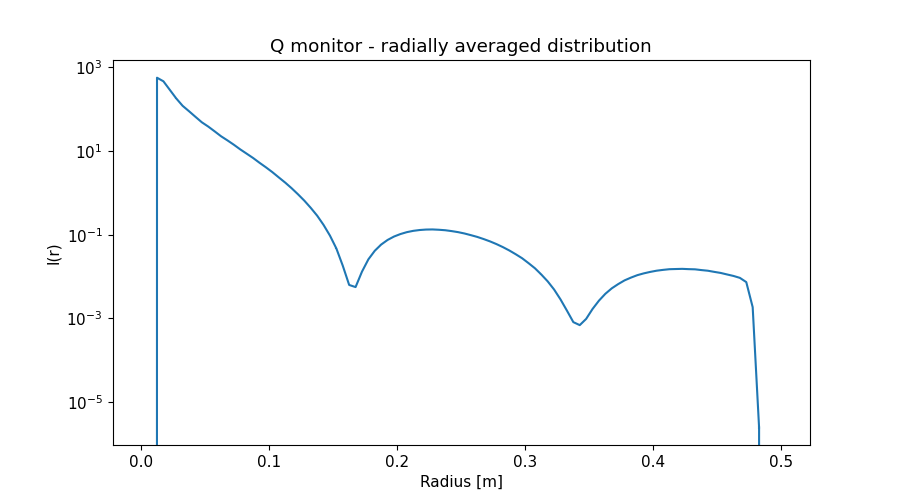 Q monitor - radially averaged distribution
10³
10¹
10⁻¹
10⁻³
10⁻⁵
I(r)
0.0 0.1 0.2 0.3 0.4 0.5
Radius [m]